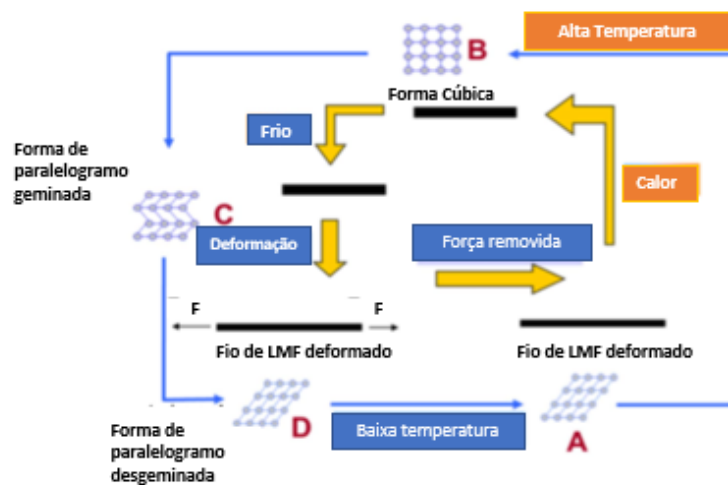 Alta Temperatura
B
Forma Cúbica
Frio
Forma de
paralelogramo
geminada
Calor
C
Deformação
Força removida
F
F
Fio de LMF deformado
Fio de LMF deformado
D
Baixa temperatura
A
Forma de
paralelogramo
desgeminada